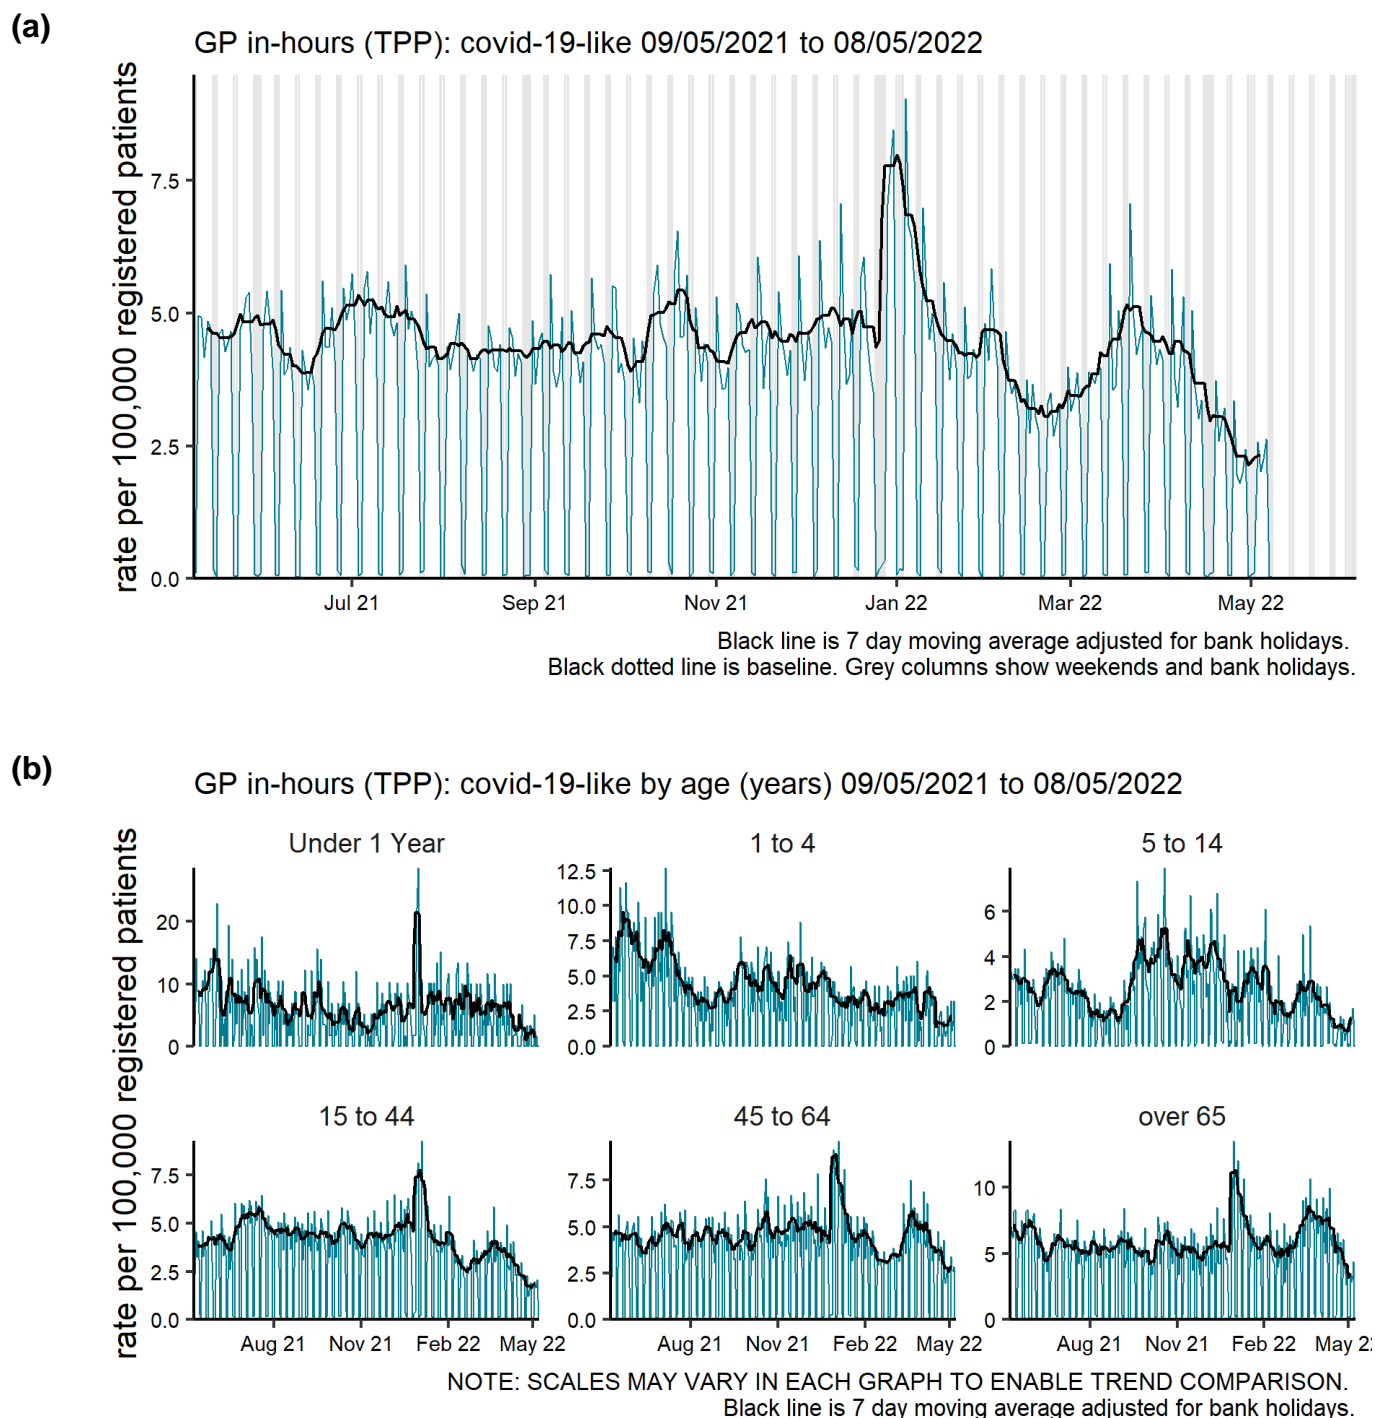 (a)
GP in-hours (TPP): covid-19-like 09/05/2021 to 08/05/2022
rate per 100,000 registered patients
7.5
5.0
2.5
0.0
Jul 21 Sep 21 Nov 21 Jan 22 Mar 22 May 22
Black line is 7 day moving average adjusted for bank holidays.
Black dotted line is baseline. Grey columns show weekends and bank holidays.
(b)
GP in-hours (TPP): covid-19-like by age (years) 09/05/2021 to 08/05/2022
rate per 100,000 registered patients
Under 1 Year
20
10
0
1 to 4
12.5
10.0
7.5
5.0
2.5
0.0
5 to 14
6
4
2
0
15 to 44
7.5
5.0
2.5
0.0
Aug 21 Nov 21 Feb 22 May 22
45 to 64
7.5
5.0
2.5
0.0
Aug 21 Nov 21 Feb 22 May 22
over 65
10
5
0
Aug 21 Nov 21 Feb 22 May 22
NOTE: SCALES MAY VARY IN EACH GRAPH TO ENABLE TREND COMPARISON.
Black line is 7 day moving average adjusted for bank holidays.